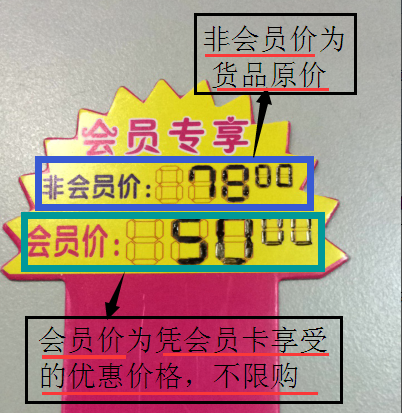 非会员价为
货品原价
会员专享
非会员价：7800
会员价：5000
会员价为凭会员卡享受
的优惠价格，不限购